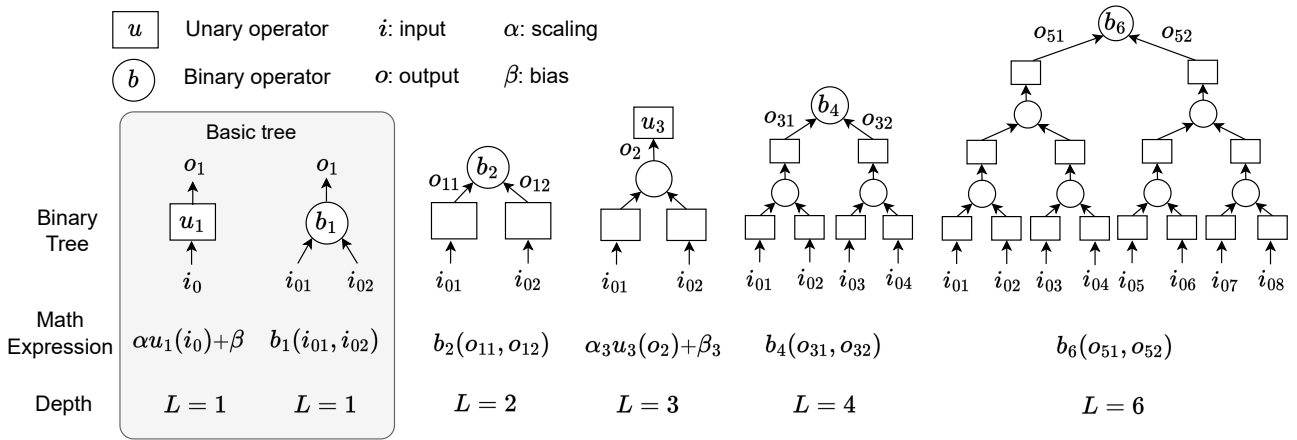 u Unary operator i: input α: scaling
b Binary operator o: output β: bias
Basic tree
o₁ o₁
u₁ b₁
i₀ i₀₁ i₀₂
b₂
o₁₁ o₁₂
i₀₁ i₀₂
u₃
o₂
i₀₁ i₀₂
b₄
o₃₁ o₃₂
i₀₁ i₀₂ i₀₃ i₀₄
b₆
o₅₁ o₅₂
i₀₁ i₀₂ i₀₃ i₀₄ i₀₅ i₀₆ i₀₇ i₀₈
Binary
Tree
Math
Expression
αu₁(i₀)+β b₁(i₀₁, i₀₂) b₂(o₁₁, o₁₂) α₃u₃(o₂)+β₃ b₄(o₃₁, o₃₂) b₆(o₅₁, o₅₂)
Depth L = 1 L = 1 L = 2 L = 3 L = 4 L = 6